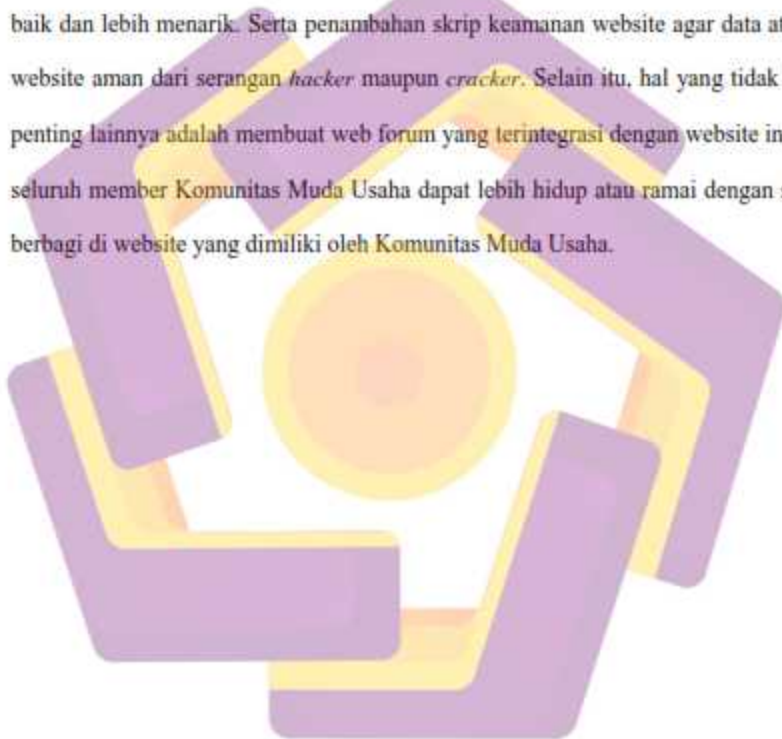 baik dan lebih menarik. Serta penambahan skrip keamanan website agar data
website aman dari serangan hacker maupun cracker. Selain itu, hal yang tidak
penting lainnya adalah membuat web forum yang terintegrasi dengan website
seluruh member Komunitas Muda Usaha dapat lebih hidup atau ramai dengan
berbagi di website yang dimiliki oleh Komunitas Muda Usaha.